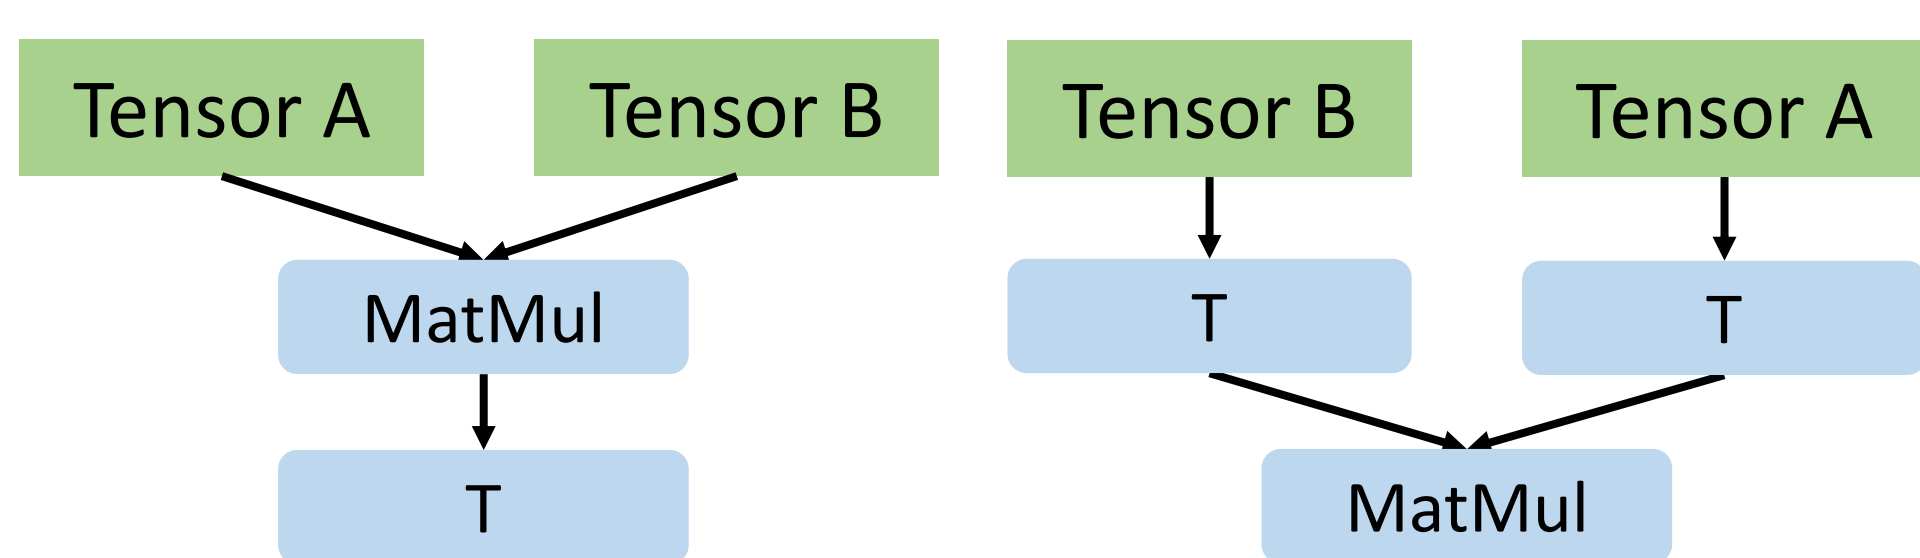 Tensor A
Tensor B
MatMul
T
Tensor B
Tensor A
T
T
MatMul